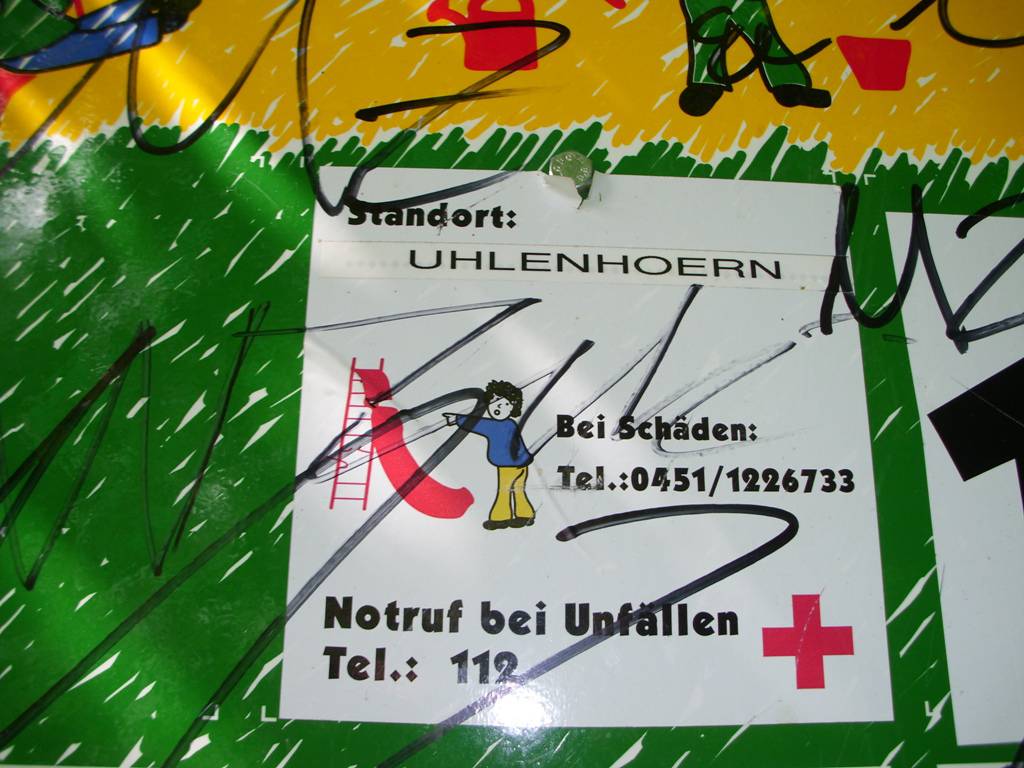 Standort:
UHLENHOERN
Bei Schäden:
Tel.:0451/1226733
Notruf bei Unfällen
Tel.: 112